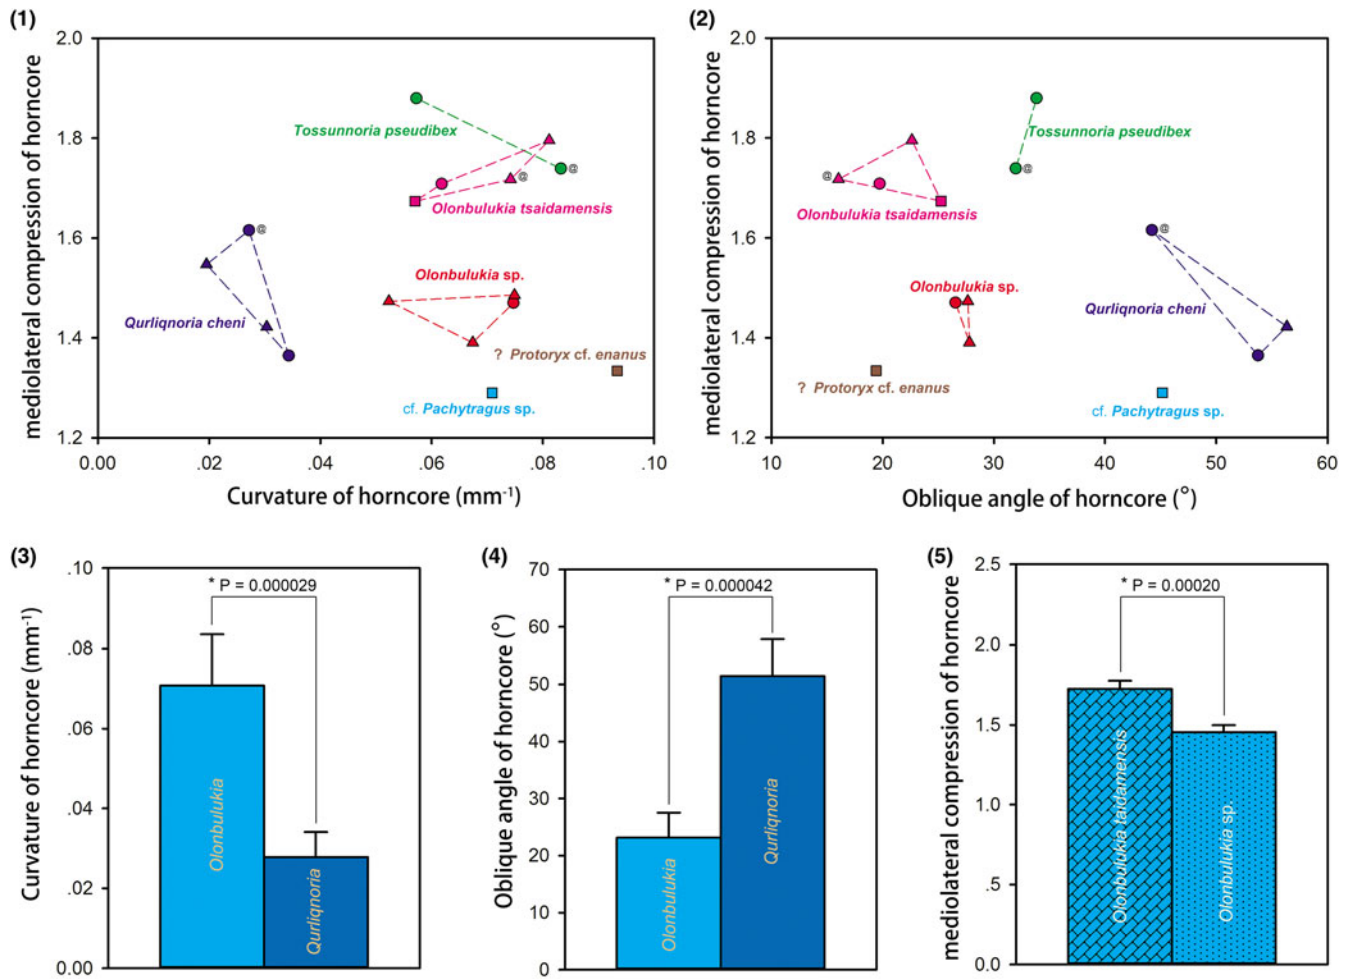 (1)
mediolateral compression of horncore
2.0
1.8
1.6
1.4
1.2
Tossunnoria pseudibex
@
@
Olonbulukia tsaidamensis
@
Olonbulukia sp.
Qurliqnoria cheni
? Protoryx cf. enanus
cf. Pachytragus sp.
0.00 .02 .04 .06 .08 .10
Curvature of horncore (mm-1)
(2)
mediolateral compression of horncore
2.0
1.8
1.6
1.4
1.2
Tossunnoria pseudibex
@
@
Olonbulukia tsaidamensis
@
Olonbulukia sp.
Qurliqnoria cheni
? Protoryx cf. enanus
cf. Pachytragus sp.
10 20 30 40 50 60
Oblique angle of horncore (°)
(3)
Curvature of horncore (mm-1)
.10
.08
.06
.04
.02
0.00
* P = 0.000029
Olonbulukia
Qurliqnoria
(4)
Oblique angle of horncore (°)
70
60
50
40
30
20
10
0
* P = 0.000042
Olonbulukia
Qurliqnoria
(5)
mediolateral compression of horncore
2.5
2.0
1.5
1.0
.5
0.0
* P = 0.00020
Olonbulukia taidamensis
Olonbulukia sp.